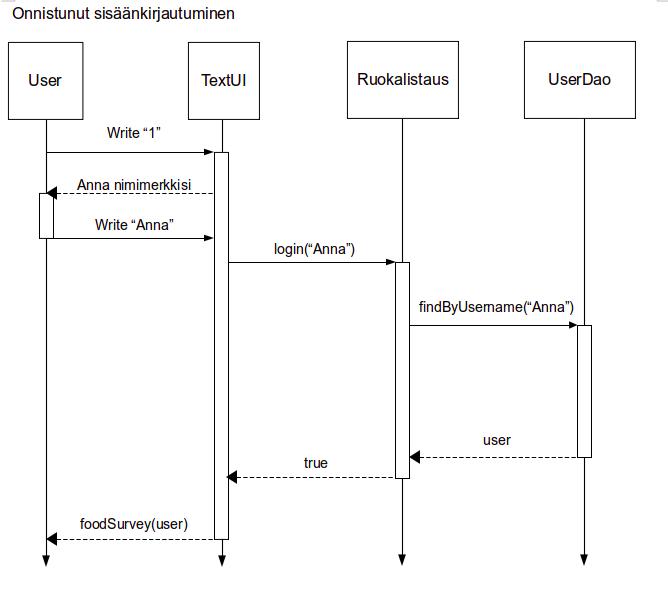 Onnistunut sisäänkirjautuminen
User
TextUI
Ruokalistaus
UserDao
Write “1”
Anna nimimerkkisi
Write “Anna”
login(“Anna”)
findByUsername(“Anna”)
user
true
foodSurvey(user)